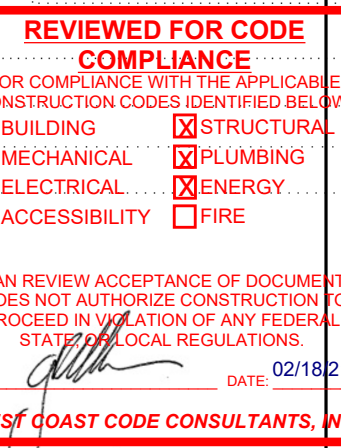 REVIEWED FOR CODE
COMPLIANCE
OR COMPLIANCE WITH THE APPLICABLE
ONSTRUCTION CODES IDENTIFIED BELOW
BUILDING X STRUCTURAL
MECHANICAL X PLUMBING
ELECTRICAL X ENERGY
ACCESSIBILITY FIRE
AN REVIEW ACCEPTANCE OF DOCUMENT
OES NOT AUTHORIZE CONSTRUCTION TO
ROCEED IN VIOLATION OF ANY FEDERAL
STATE, OR LOCAL REGULATIONS.
DATE: 02/18/2
ST COAST CODE CONSULTANTS, IN